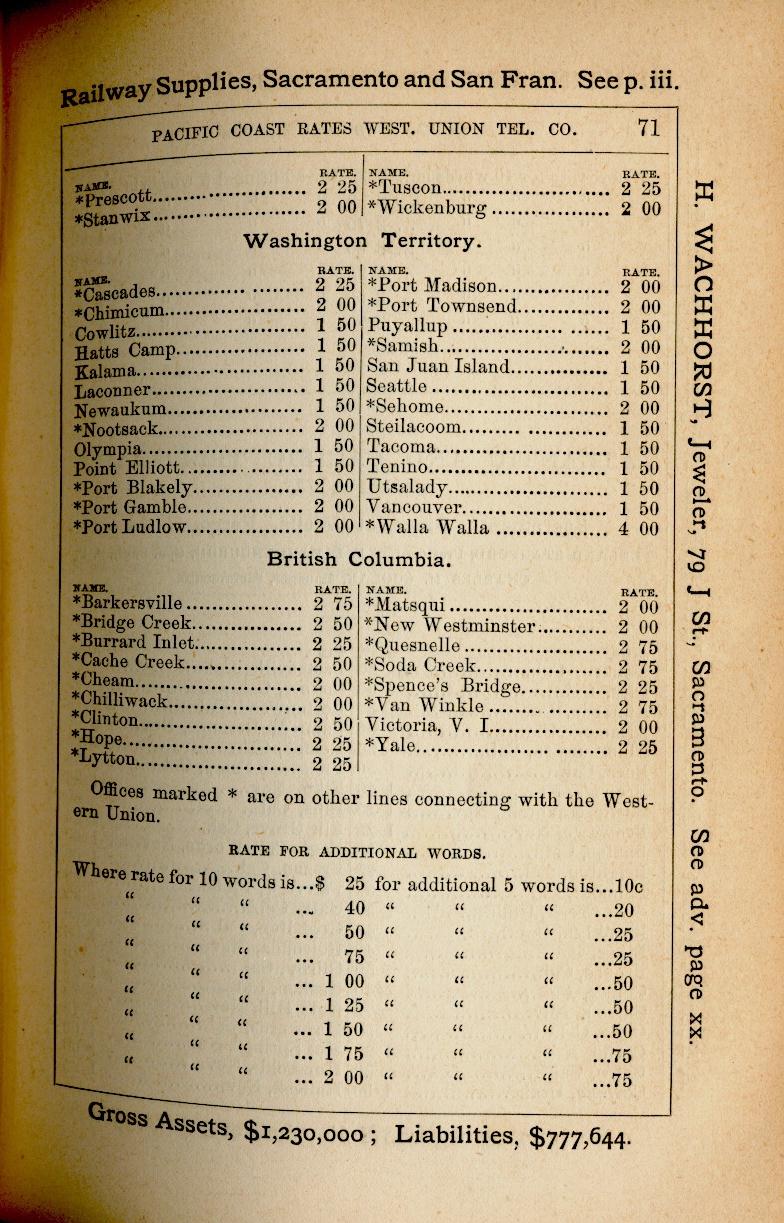 Railway Supplies, Sacramento and San Fran. See p. iii.
PACIFIC COAST RATES WEST. UNION TEL. CO. 71
NAME. RATE.
*Prescott 2 25
*Stanwix 2 00
NAME. RATE.
*Tuscon 2 25
*Wickenburg 2 00
Washington Territory.
NAME. RATE.
*Cascades 2 25
*Chimicum 2 00
Cowlitz 1 50
Hatts Camp 1 50
Kalama 1 50
Laconner 1 50
Newaukum 1 50
*Nootsack 2 00
Olympia 1 50
Point Elliott 1 50
*Port Blakely 2 00
*Port Gamble 2 00
*Port Ludlow 2 00
NAME. RATE.
*Port Madison 2 00
*Port Townsend 2 00
Puyallup 1 50
*Samish 2 00
San Juan Island 1 50
Seattle 1 50
*Sehome 2 00
Steilacoom 1 50
Tacoma 1 50
Tenino 1 50
Utsalady 1 50
Vancouver 1 50
*Walla Walla 4 00
British Columbia.
NAME. RATE.
*Barkersville 2 75
*Bridge Creek 2 50
*Burrard Inlet 2 25
*Cache Creek 2 50
*Cheam 2 00
*Chilliwack 2 00
*Clinton 2 50
*Hope 2 25
*Lytton 2 25
NAME. RATE.
*Matsqui 2 00
*New Westminster 2 00
*Quesnelle 2 75
*Soda Creek 2 75
*Spence's Bridge 2 25
*Van Winkle 2 75
Victoria, V. I. 2 00
*Yale 2 25
Offices marked * are on other lines connecting with the West-
ern Union.
RATE FOR ADDITIONAL WORDS.
Where rate for 10 words is...$ 25 for additional 5 words is...10c
“ “ “ ... 40 “ “ “ ...20
“ “ “ ... 50 “ “ “ ...25
“ “ “ ... 75 “ “ “ ...25
“ “ “ ... 1 00 “ “ “ ...50
“ “ “ ... 1 25 “ “ “ ...50
“ “ “ ... 1 50 “ “ “ ...50
“ “ “ ... 1 75 “ “ “ ...75
“ “ “ ... 2 00 “ “ “ ...75
Gross Assets, $1,230,000; Liabilities, $777,644.
H. WACHHORST, Jeweler, 79 J St., Sacramento. See adv. page xx.